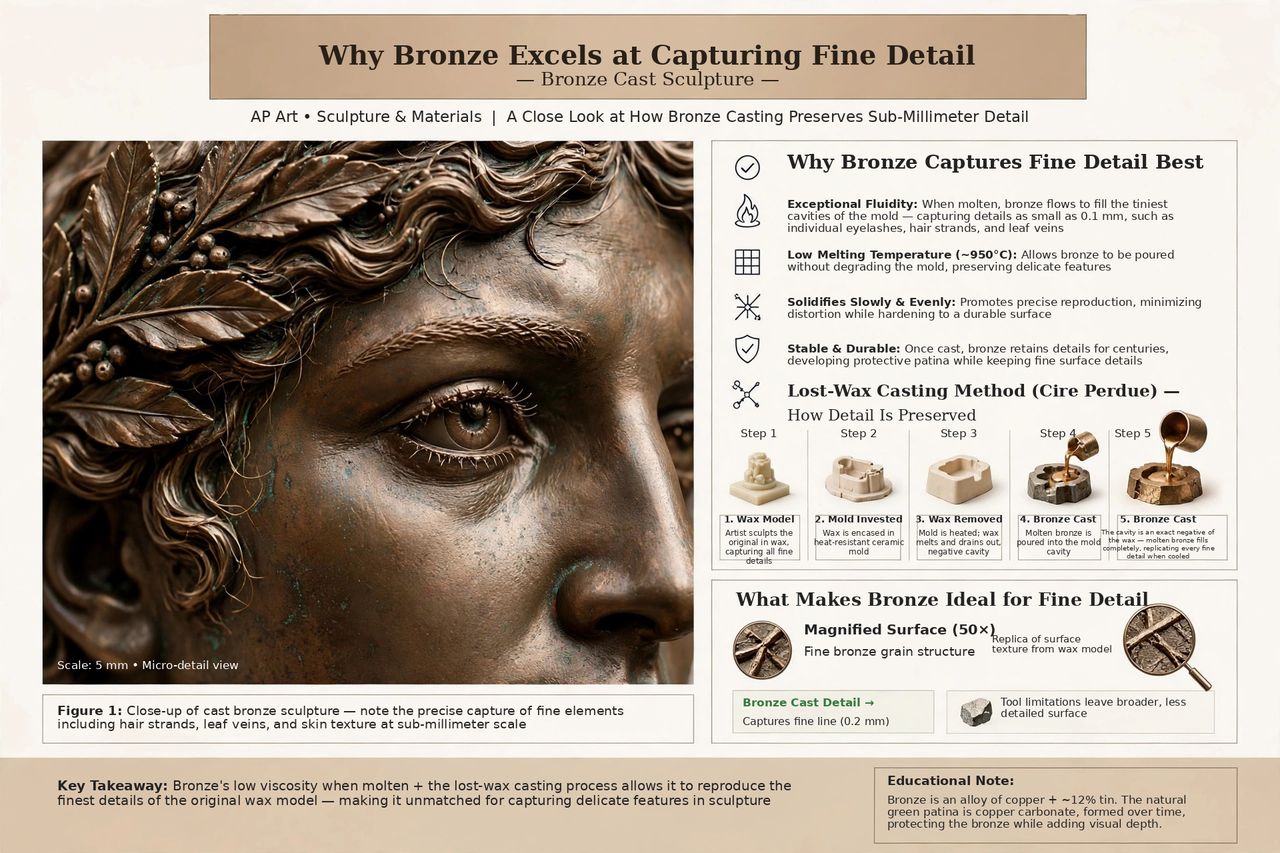 Why Bronze Excels at Capturing Fine Detail
— Bronze Cast Sculpture —
AP Art • Sculpture & Materials | A Close Look at How Bronze Casting Preserves Sub-Millimeter Detail
Scale: 5 mm • Micro-detail view
Figure 1: Close-up of cast bronze sculpture — note the precise capture of fine elements
including hair strands, leaf veins, and skin texture at sub-millimeter scale
Why Bronze Captures Fine Detail Best
Exceptional Fluidity: When molten, bronze flows to fill the tiniest
cavities of the mold — capturing details as small as 0.1 mm, such as
individual eyelashes, hair strands, and leaf veins
Low Melting Temperature (~950°C): Allows bronze to be poured
without degrading the mold, preserving delicate features
Solidifies Slowly & Evenly: Promotes precise reproduction, minimizing
distortion while hardening to a durable surface
Stable & Durable: Once cast, bronze retains details for centuries,
developing protective patina while keeping fine surface details
Lost-Wax Casting Method (Cire Perdue) —
How Detail Is Preserved
Step 1
Step 2
Step 3
Step 4
Step 5
1. Wax Model
Artist sculpts the
original in wax,
capturing all fine
details
2. Mold Invested
Wax is encased in
heat-resistant ceramic
mold
3. Wax Removed
Mold is heated; wax
melts and drains out,
negative cavity
4. Bronze Cast
Molten bronze is
poured into the mold
cavity
5. Bronze Cast
The cavity is an exact negative of
the wax — molten bronze fills
completely, replicating every fine
detail when cooled
What Makes Bronze Ideal for Fine Detail
Magnified Surface (50×)
Fine bronze grain structure
Replica of surface
texture from wax model
Bronze Cast Detail →
Captures fine line (0.2 mm)
Tool limitations leave broader, less
detailed surface
Key Takeaway: Bronze's low viscosity when molten + the lost-wax casting process allows it to reproduce the
finest details of the original wax model — making it unmatched for capturing delicate features in sculpture
Educational Note:
Bronze is an alloy of copper + ~12% tin. The natural
green patina is copper carbonate, formed over time,
protecting the bronze while adding visual depth.